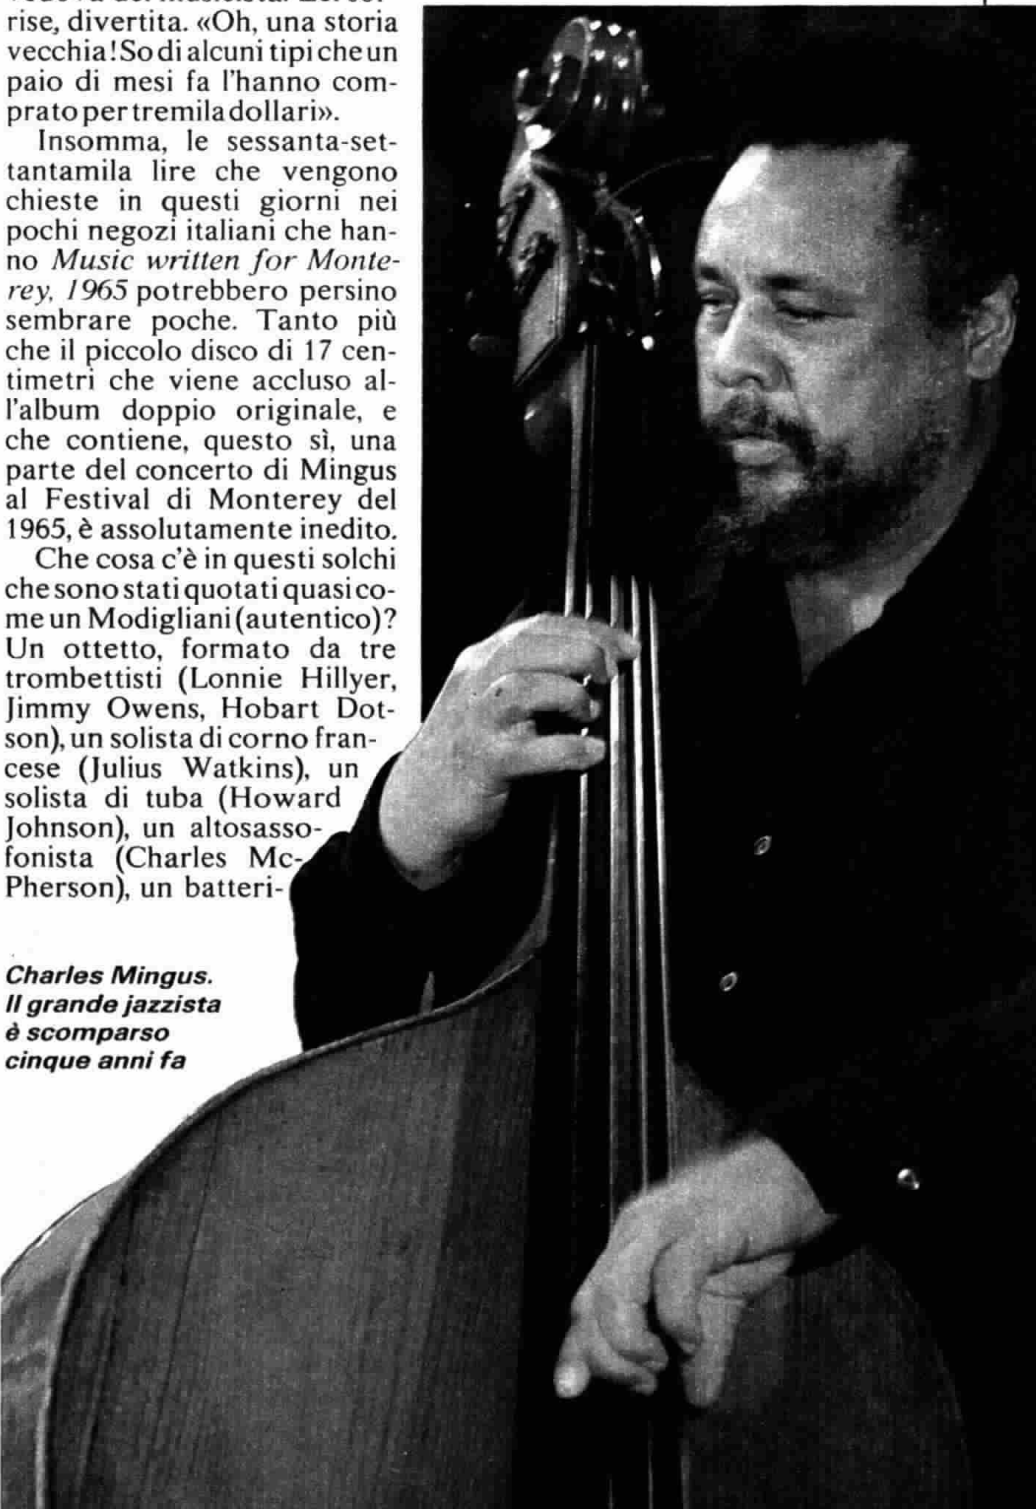 rise, divertita. «Oh, una storia
vecchia! So di alcuni tipi che un
paio di mesi fa l'hanno com-
prato per tremila dollari».
Insomma, le sessanta-set-
tantamila lire che vengono
chieste in questi giorni nei
pochi negozi italiani che han-
no Music written for Monte-
rey, 1965 potrebbero persino
sembrare poche. Tanto più
che il piccolo disco di 17 cen-
timetri che viene accluso al-
l'album doppio originale, e
che contiene, questo sì, una
parte del concerto di Mingus
al Festival di Monterey del
1965, è assolutamente inedito.
Che cosa c'è in questi solchi
che sono stati quotati quasi co-
me un Modigliani (autentico)?
Un ottetto, formato da tre
trombettisti (Lonnie Hillyer,
Jimmy Owens, Hobart Dot-
son), un solista di corno fran-
cese (Julius Watkins), un
solista di tuba (Howard
Johnson), un altosasso-
fonista (Charles Mc-
Pherson), un batteri-
Charles Mingus.
Il grande jazzista
è scomparso
cinque anni fa